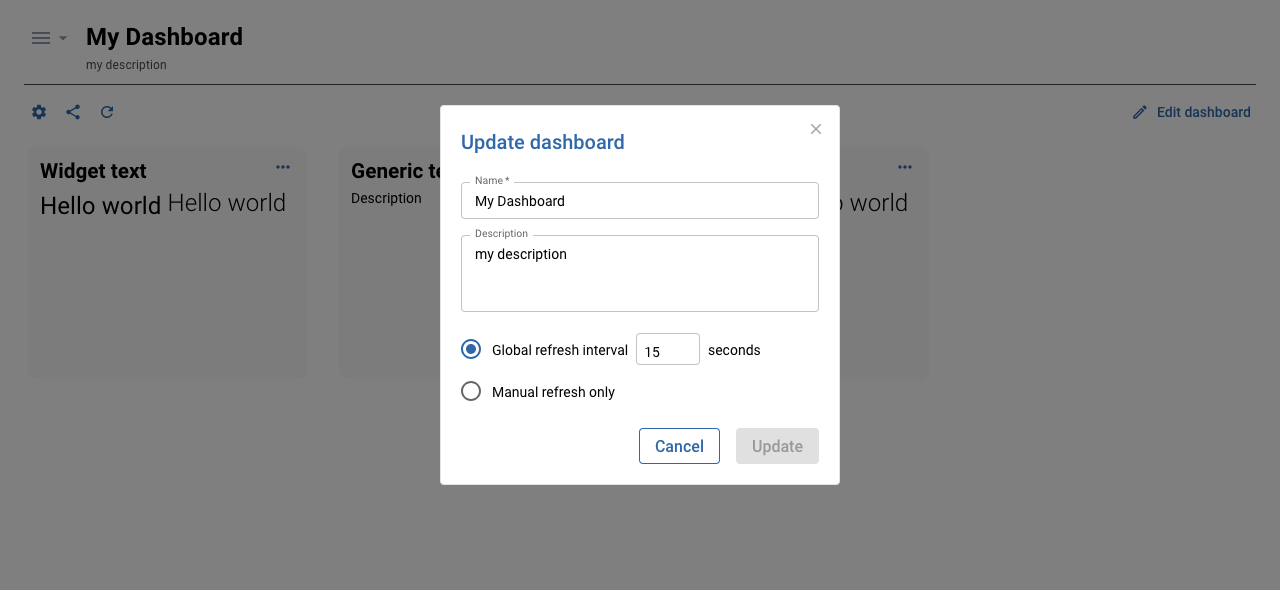 My Dashboard
my description
Edit dashboard
Widget text
Hello world Hello world
Generic te
Description
world
Update dashboard
Name *
My Dashboard
Description
my description
Global refresh interval 15 seconds
Manual refresh only
Cancel Update